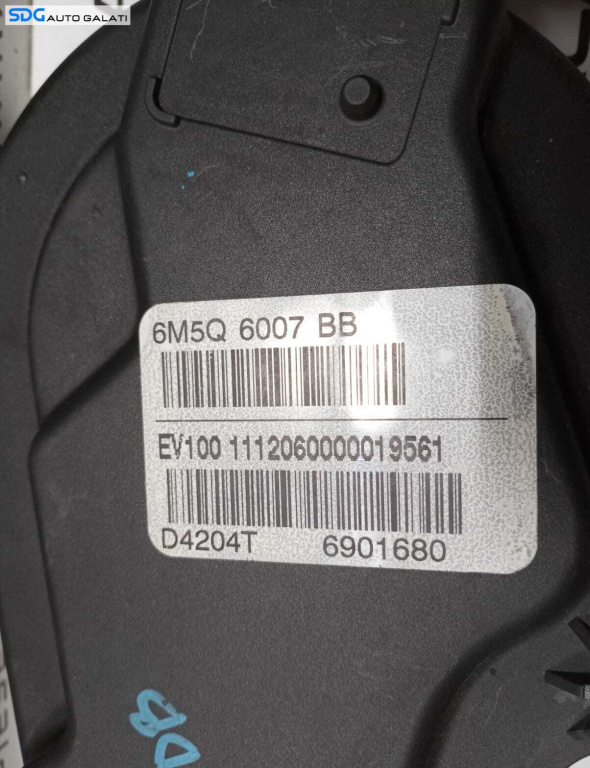 SDG AUTO GALATI
6M5Q 6007 BB
EV100 1112060000019561
D4204T 6901680